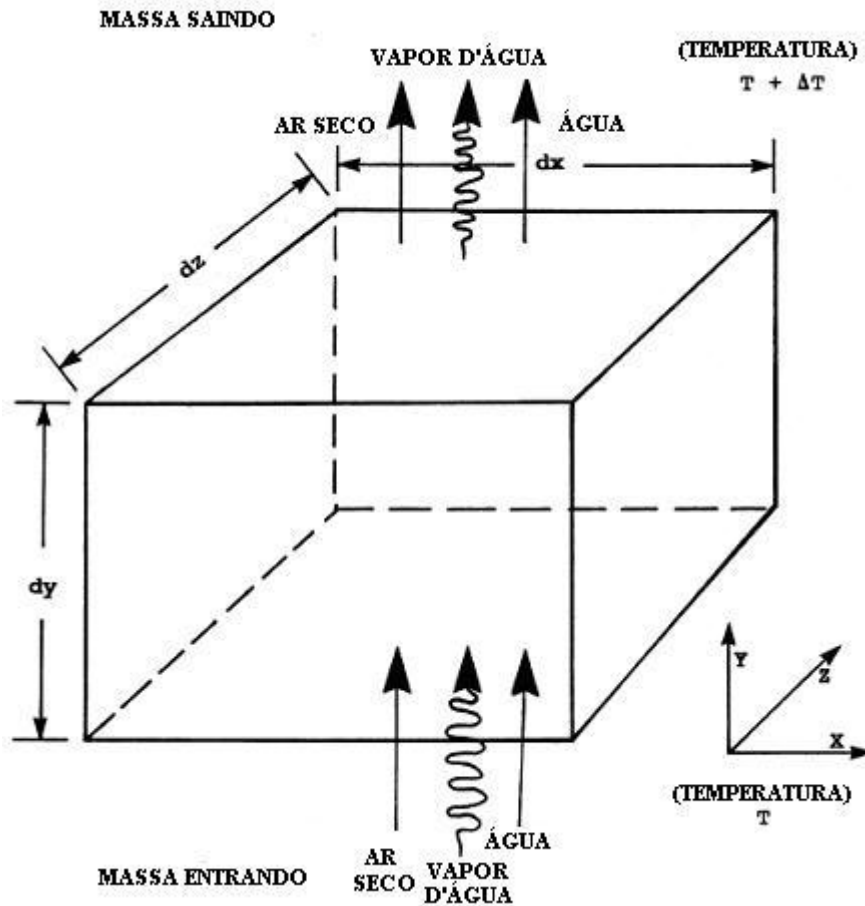 MASSA SAINDO
VAPOR D'ÁGUA
(TEMPERATURA)
T + ΔT
AR SECO
ÁGUA
dx
dz
dy
Y
Z
X
(TEMPERATURA)
T
ÁGUA
AR
SECO
VAPOR
D'ÁGUA
MASSA ENTRANDO